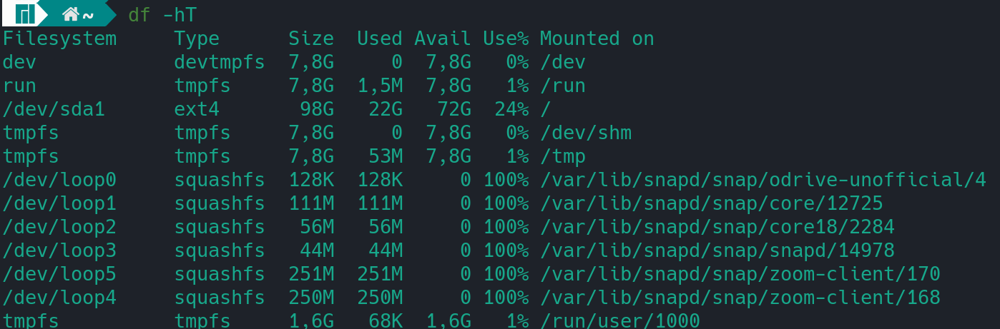 ~ df -hT
Filesystem     Type      Size  Used Avail Use% Mounted on
dev            devtmpfs  7,8G     0  7,8G   0% /dev
run            tmpfs     7,8G  1,5M  7,8G   1% /run
/dev/sda1      ext4       98G   22G   72G  24% /
tmpfs          tmpfs     7,8G     0  7,8G   0% /dev/shm
tmpfs          tmpfs     7,8G   53M  7,8G   1% /tmp
/dev/loop0     squashfs  128K  128K     0 100% /var/lib/snapd/snap/odrive-unofficial/4
/dev/loop1     squashfs  111M  111M     0 100% /var/lib/snapd/snap/core/12725
/dev/loop2     squashfs   56M   56M     0 100% /var/lib/snapd/snap/core18/2284
/dev/loop3     squashfs   44M   44M     0 100% /var/lib/snapd/snap/snapd/14978
/dev/loop5     squashfs  251M  251M     0 100% /var/lib/snapd/snap/zoom-client/170
/dev/loop4     squashfs  250M  250M     0 100% /var/lib/snapd/snap/zoom-client/168
tmpfs          tmpfs     1,6G   68K  1,6G   1% /run/user/1000